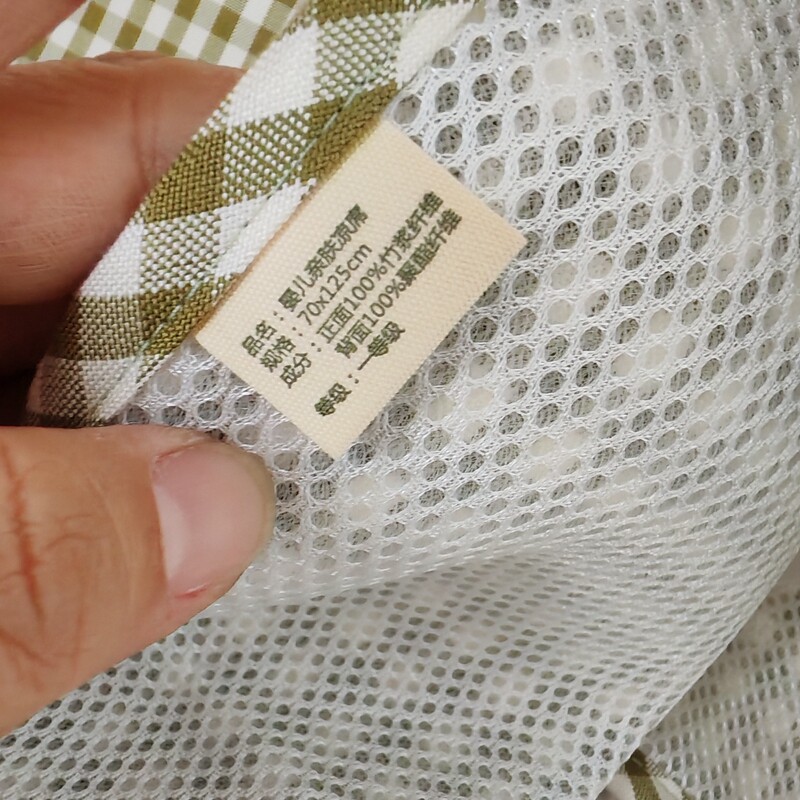 品名：婴儿亲肤凉席
规格：70x125cm
成分：正面100%竹浆纤维
背面100%聚酯纤维
等级：一等级